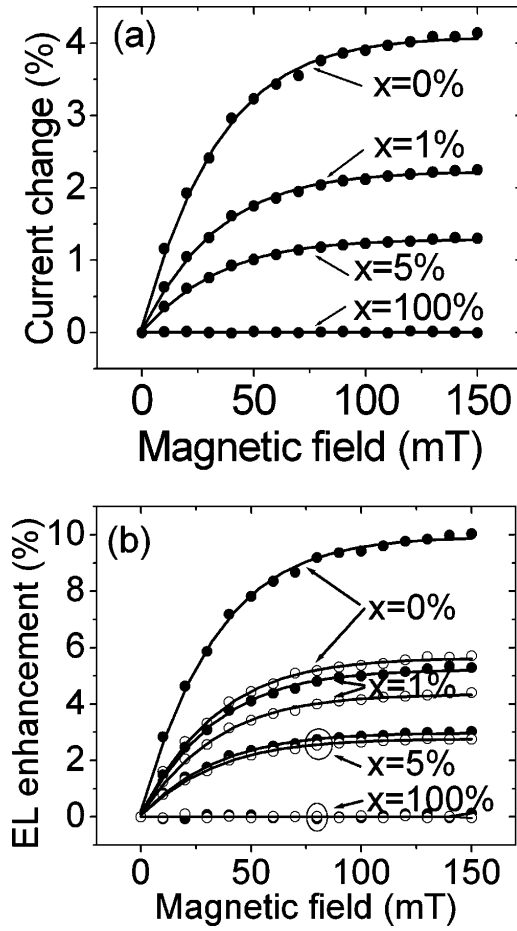 (a)
4
3
2
1
0
Current change (%)
x=0%
x=1%
x=5%
x=100%
0 50 100 150
Magnetic field (mT)
(b)
10
8
6
4
2
0
EL enhancement (%)
x=0%
x=1%
x=5%
x=100%
0 50 100 150
Magnetic field (mT)